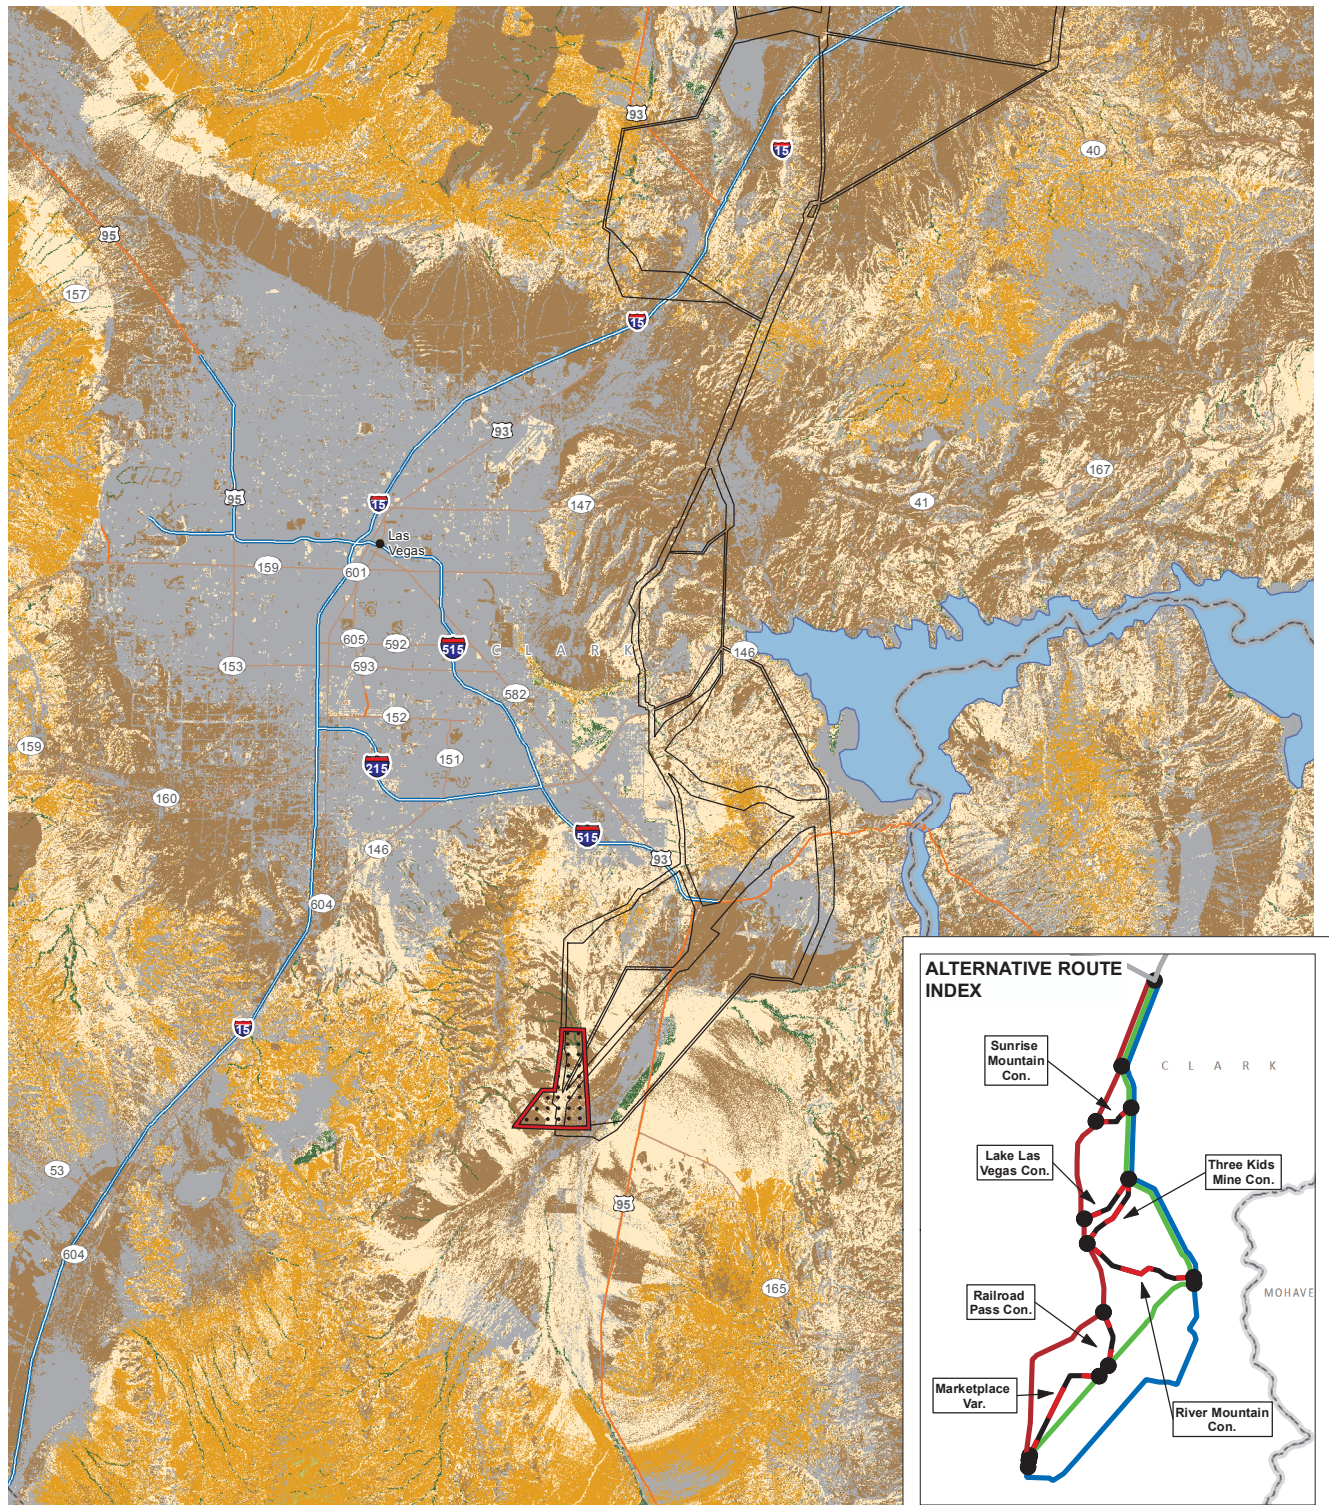 93
15
40
95
157
15
93
167
147
41
95
15
Las
Vegas
159
601
605
592
515
C L A R K
146
153
593
582
152
159
151
215
160
515
146
93
604
15
53
95
604
165
ALTERNATIVE ROUTE
INDEX
Sunrise
Mountain
Con.
C L A R K
Lake Las
Vegas Con.
Three Kids
Mine Con.
Railroad
Pass Con.
MOHAVE
Marketplace
Var.
River Mountain
Con.